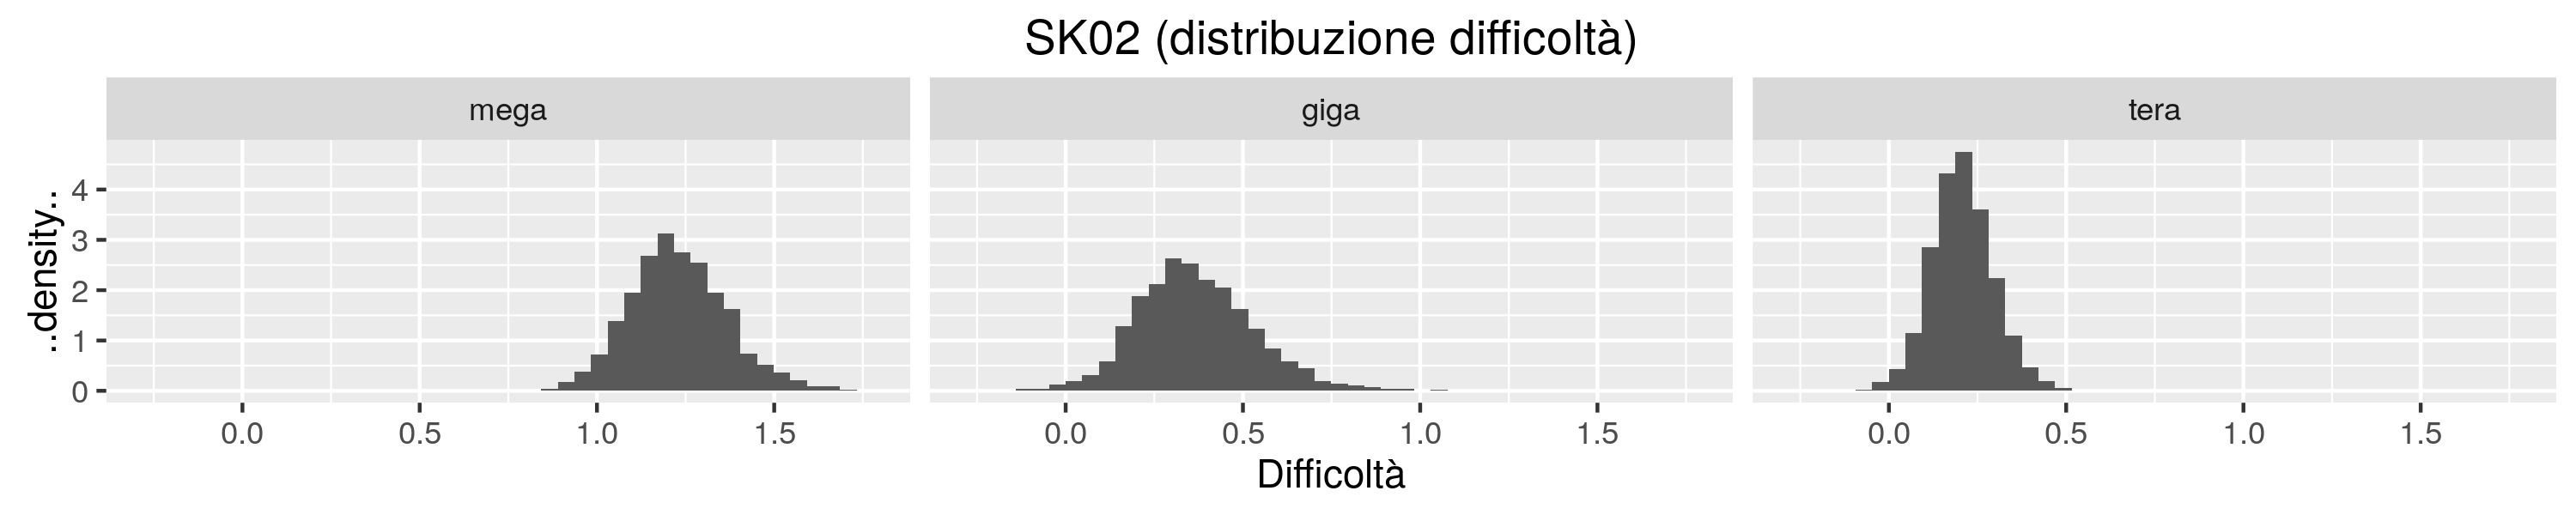 SK02 (distribuzione difficoltà)
mega giga tera
..density..
4
3
2
1
0
0.0 0.5 1.0 1.5 0.0 0.5 1.0 1.5 0.0 0.5 1.0 1.5
Difficoltà